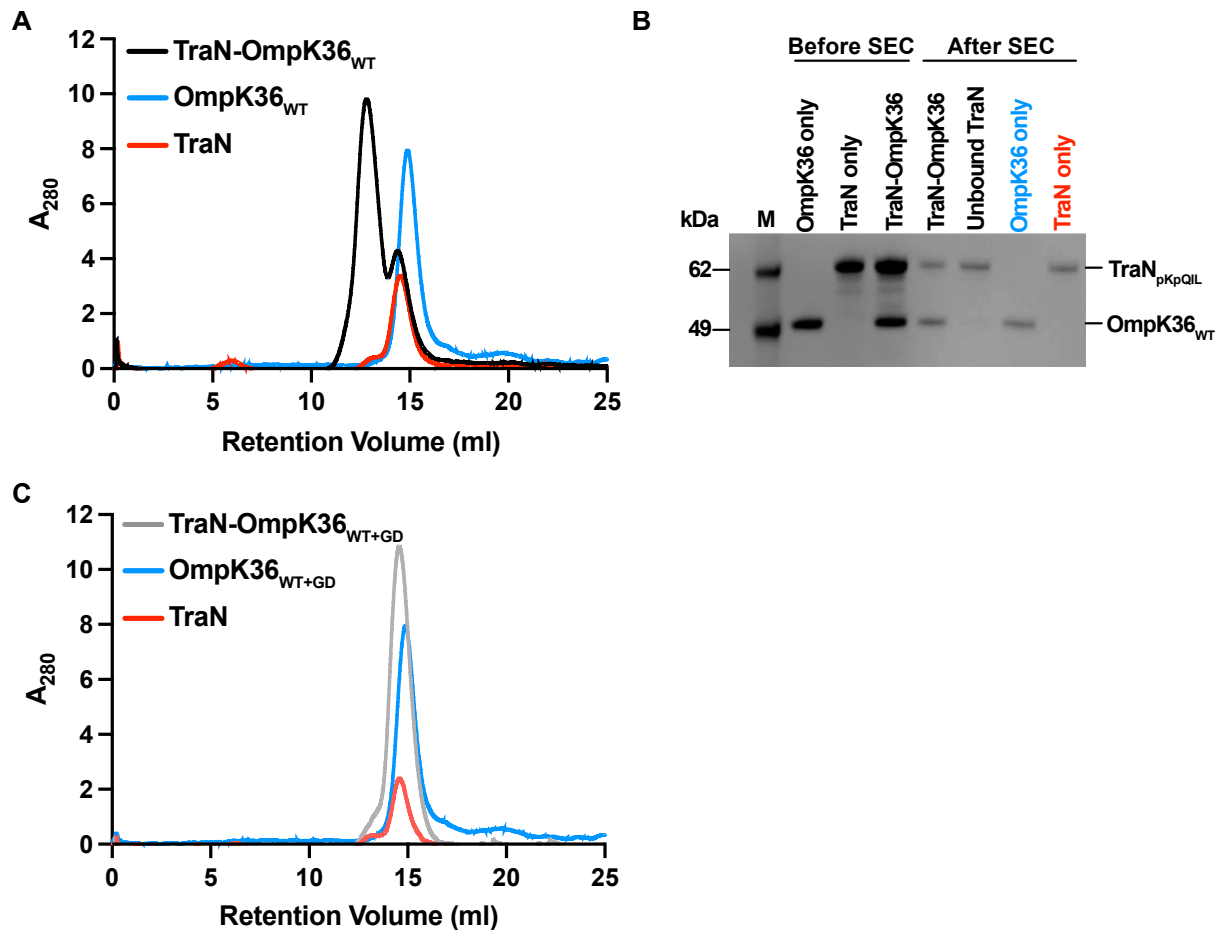 A
TraN-OmpK36WT
OmpK36WT
TraN
A280
12
10
8
6
4
2
0
0 5 10 15 20 25
Retention Volume (ml)
B
Before SEC After SEC
kDa M OmpK36 only TraN only TraN-OmpK36 TraN-OmpK36 Unbound TraN OmpK36 only TraN only
62 TraNpKpQIL
49 OmpK36WT
C
TraN-OmpK36WT+GD
OmpK36WT+GD
TraN
A280
12
10
8
6
4
2
0
0 5 10 15 20 25
Retention Volume (ml)